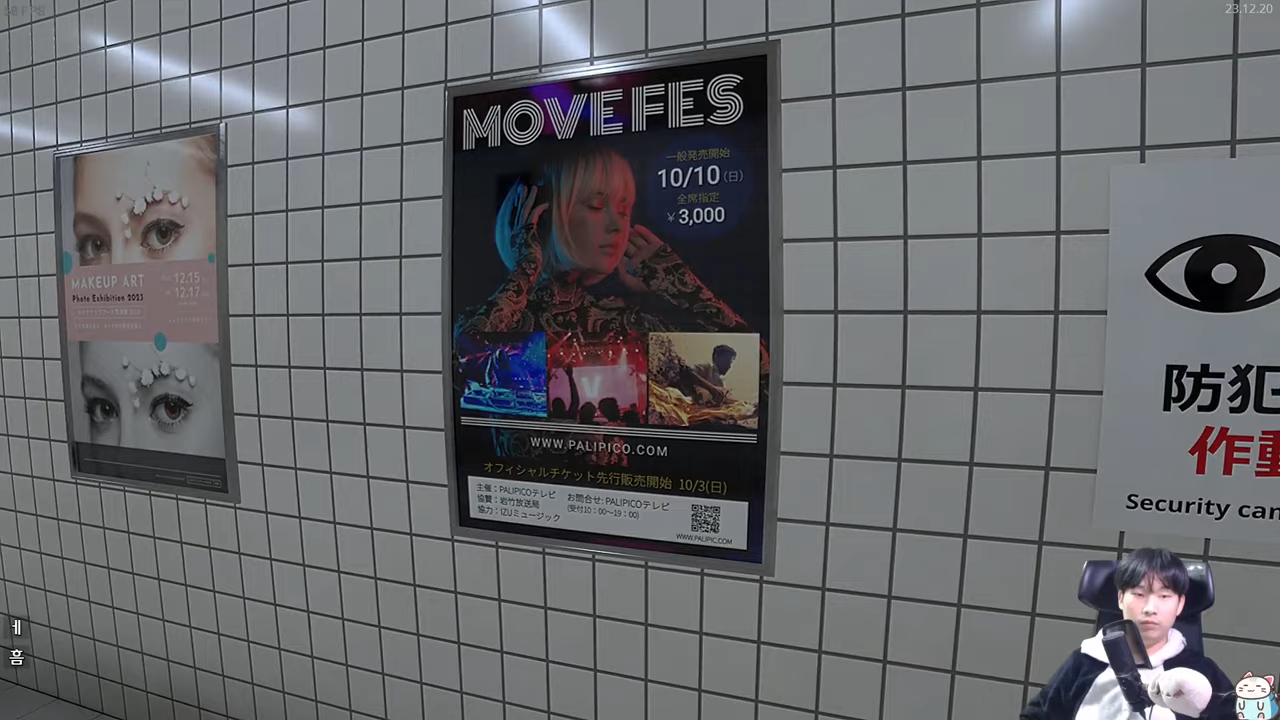 23.12.20
MAKEUP ART
Photo Exhibition 2023
12.15
12.17
MOVE FES
一般発売開始
10/10(日)
全席指定
¥3,000
WWW.PALIPICO.COM
オフィシャルチケット先行販売開始 10/3(日)
主催:PALIPICOテレビ
協賛:岩竹放送局
協力:IZUミュージック
お問合せ:PALIPICOテレビ
(受付10:00〜19:00)
WWW.PALIPIC.COM
防犯
作動
Security cam
게
홈